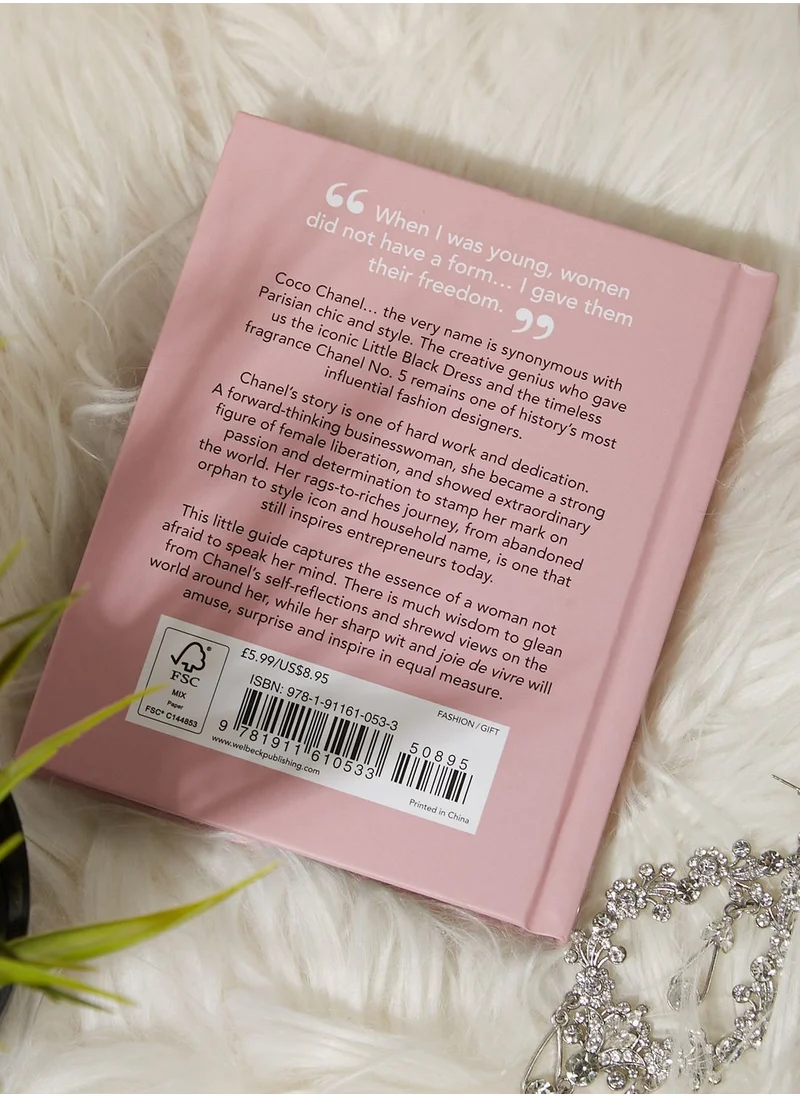 “ When I was young, women
did not have a form... I gave them
their freedom. ”
Coco Chanel... the very name is synonymous with
Parisian chic and style. The creative genius who gave
us the iconic Little Black Dress and the timeless
fragrance Chanel No. 5 remains one of history's most
influential fashion designers.
Chanel's story is one of hard work and dedication.
A forward-thinking businesswoman, she became a strong
figure of female liberation, and showed extraordinary
passion and determination to stamp her mark on
the world. Her rags-to-riches journey, from abandoned
orphan to style icon and household name, is one that
still inspires entrepreneurs today.
This little guide captures the essence of a woman not
afraid to speak her mind. There is much wisdom to glean
from Chanel's self-reflections and shrewd views on the
world around her, while her sharp wit and joie de vivre will
amuse, surprise and inspire in equal measure.
FSC
MIX
Paper
FSC® C144853
£5.99/US$8.95
ISBN: 978-1-91161-053-3
FASHION / GIFT
50895
9 781911 610533
www.welbeckpublishing.com
Printed in China